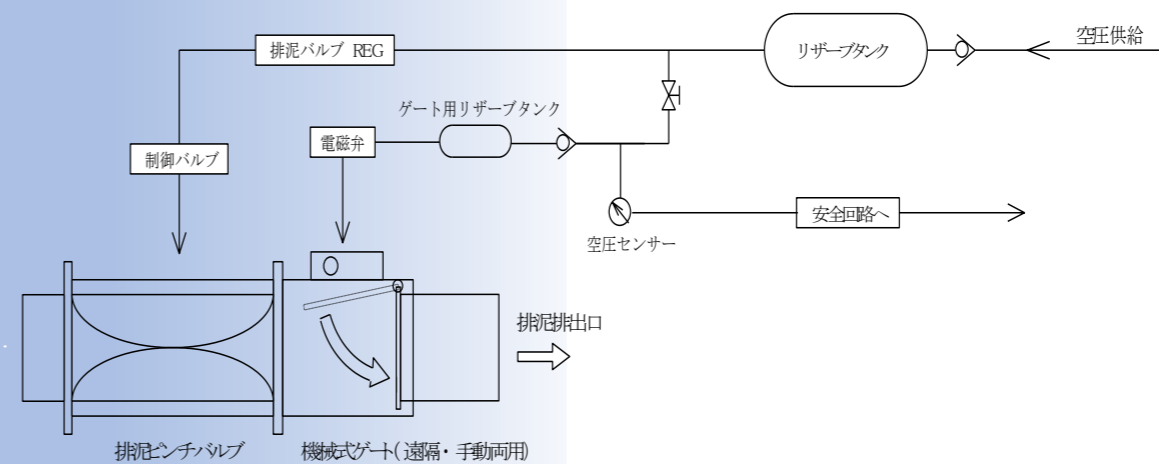 空圧供給
リザーブタンク
排泥バルブ REG
ゲート用リザーブタンク
電磁弁
制御バルブ
安全回路へ
空圧センサー
排泥排出口
排泥ピンチバルブ
機械式ゲート(遠隔・手動両用)